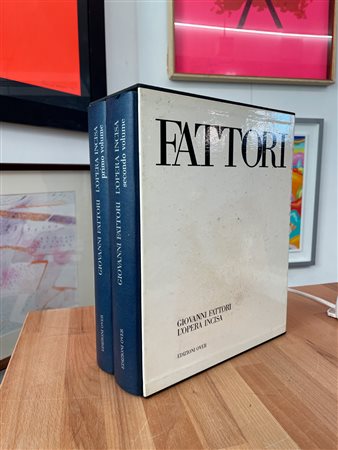 GIOVANNI FATTORI L'OPERA INCISA
primo volume
GIOVANNI FATTORI L'OPERA INCISA
secondo volume
EDIZIONI OVER
EDIZIONI OVER
FATTORI
GIOVANNI FATTORI
L'OPERA INCISA
EDIZIONI OVER